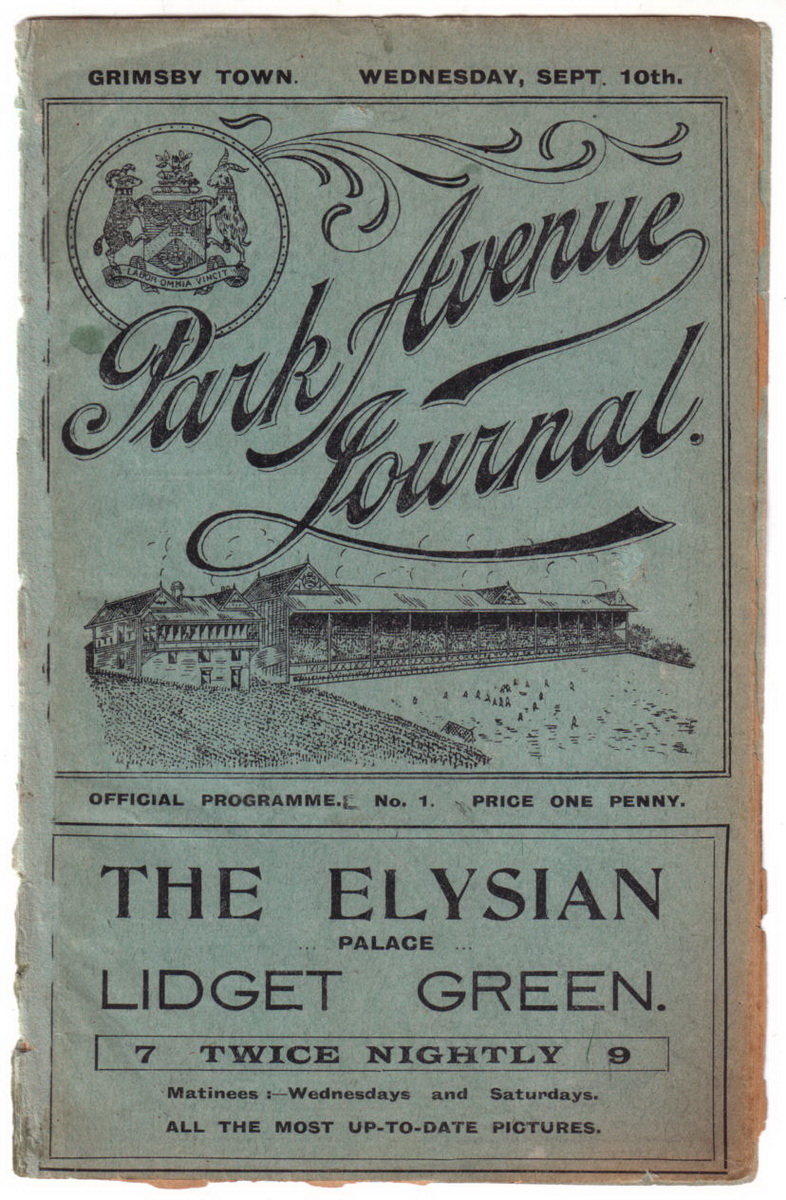 GRIMSBY TOWN. WEDNESDAY, SEPT. 10th.
LABOR OMNIA VINCIT
Park Avenue
Journal.
OFFICIAL PROGRAMME. No. 1. PRICE ONE PENNY.
THE ELYSIAN
... PALACE ...
LIDGET GREEN.
7 TWICE NIGHTLY 9
Matinees :—Wednesdays and Saturdays.
ALL THE MOST UP-TO-DATE PICTURES.